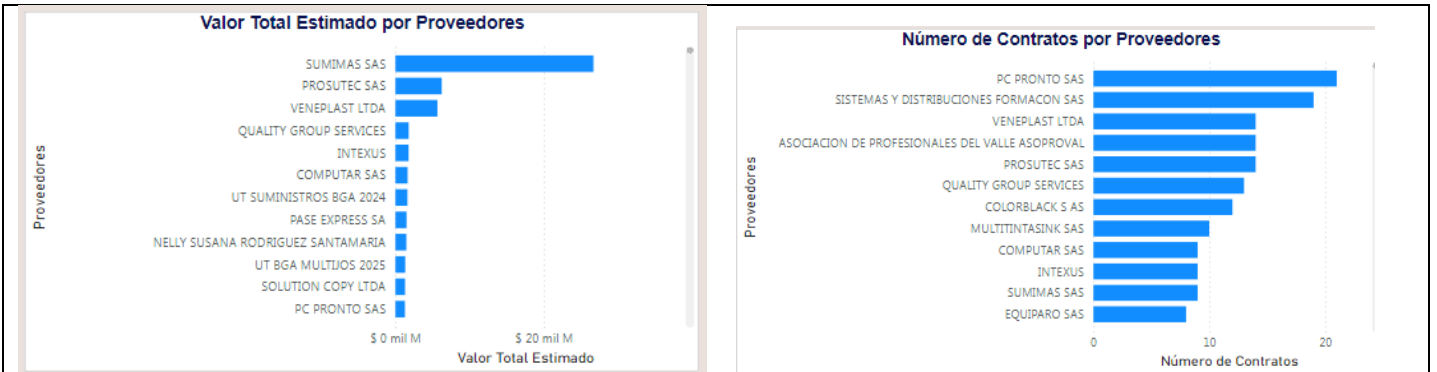 Valor Total Estimado por Proveedores
SUMIMAS SAS
PROSUTEC SAS
VENEPLAST LTDA
QUALITY GROUP SERVICES
INTEXUS
COMPUTAR SAS
UT SUMINISTROS BGA 2024
PASE EXPRESS SA
NELLY SUSANA RODRIGUEZ SANTAMARIA
UT BGA MULTIJOS 2025
SOLUTION COPY LTDA
PC PRONTO SAS
Proveedores
$ 0 mil M
$ 20 mil M
Valor Total Estimado
Número de Contratos por Proveedores
PC PRONTO SAS
SISTEMAS Y DISTRIBUCIONES FORMACON SAS
VENEPLAST LTDA
ASOCIACION DE PROFESIONALES DEL VALLE ASOPROVAL
PROSUTEC SAS
QUALITY GROUP SERVICES
COLORBLACK S AS
MULTITINTASINK SAS
COMPUTAR SAS
INTEXUS
SUMIMAS SAS
EQUIPARO SAS
Proveedores
0
10
20
Número de Contratos